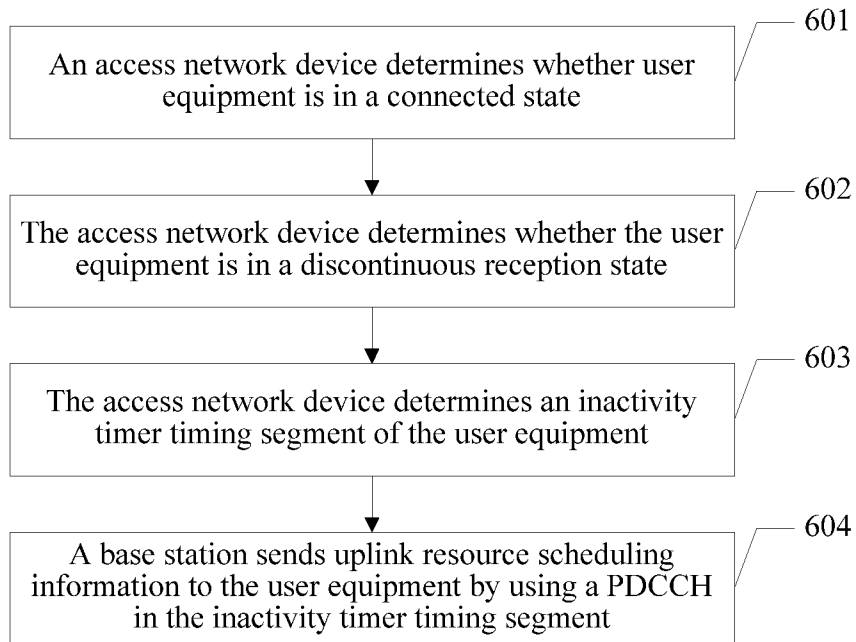 601
An access network device determines whether user
equipment is in a connected state
602
The access network device determines whether the user
equipment is in a discontinuous reception state
603
The access network device determines an inactivity
timer timing segment of the user equipment
604
A base station sends uplink resource scheduling
information to the user equipment by using a PDCCH
in the inactivity timer timing segment